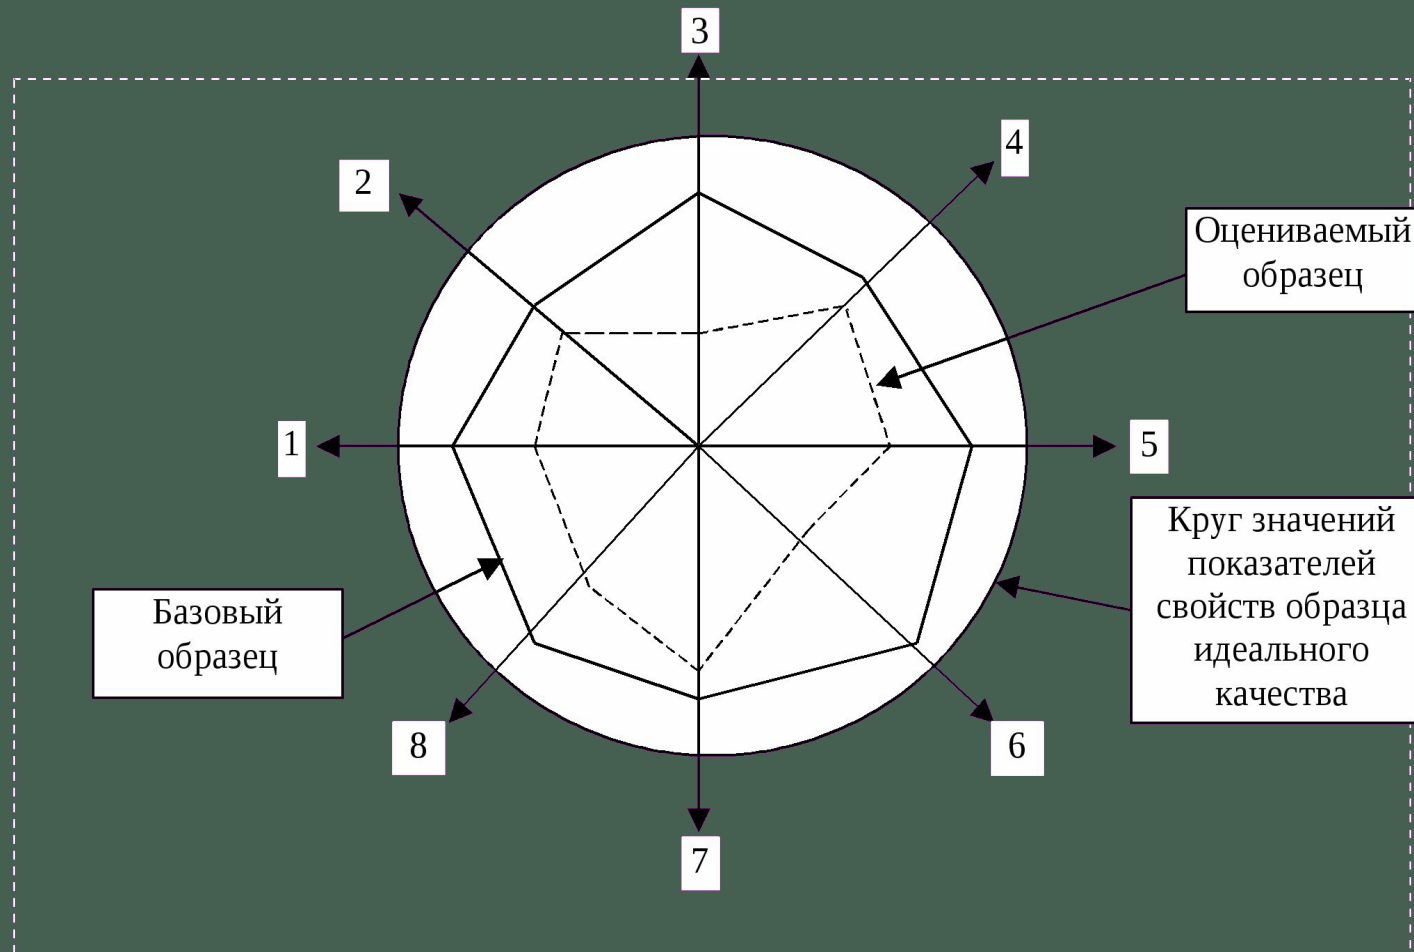 3
4
2
Оцениваемый
образец
1
5
Круг значений
показателей
свойств образца
идеального
качества
Базовый
образец
8
6
7